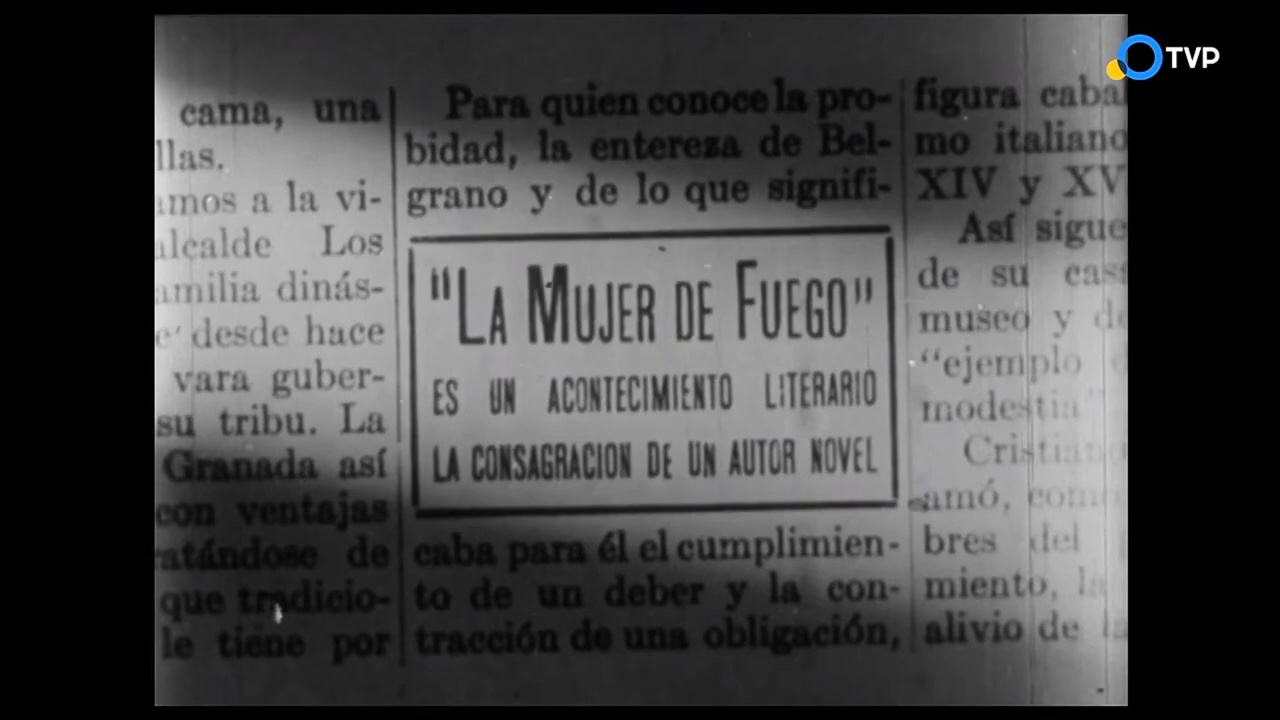 TVP
cama, una
llas.
amos a la vi-
alcalde Los
amilia dinás-
e' desde hace
vara guber-
su tribu. La
Granada así
con ventajas
atándose de
que tradicio-
le tiene por
Para quien conoce la pro-
bidad, la entereza de Bel-
grano y de lo que signifi-
"LA MUJER DE FUEGO"
ES UN ACONTECIMIENTO LITERARIO
LA CONSAGRACION DE UN AUTOR NOVEL
caba para él el cumplimien-
to de un deber y la con-
tracción de una obligación,
figura cabal
mo italiano
XIV y XV
Así sigue
de su cas
museo y de
"ejemplo d
modestia"
Cristiano
amó, como
bres del
miento, la
alivio de la